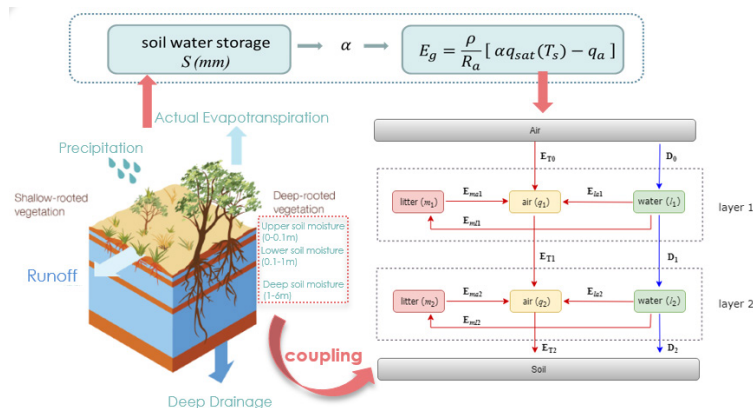 soil water storage
S (mm)
α
E_g = ρ/R_a [ αq_sat(T_s) − q_a ]
Actual Evapotranspiration
Precipitation
Shallow-rooted
vegetation
Deep-rooted
vegetation
Upper soil moisture
(0-0.1m)
Lower soil moisture
(0.1-1m)
Deep soil moisture
(1-6m)
Runoff
Deep Drainage
coupling
Air
E_T0
D_0
litter (m_1)
E_ma1
air (q_1)
E_la1
water (l_1)
E_ml1
layer 1
E_T1
D_1
litter (m_2)
E_ma2
air (q_2)
E_la2
water (l_2)
E_ml2
layer 2
E_T2
D_2
Soil